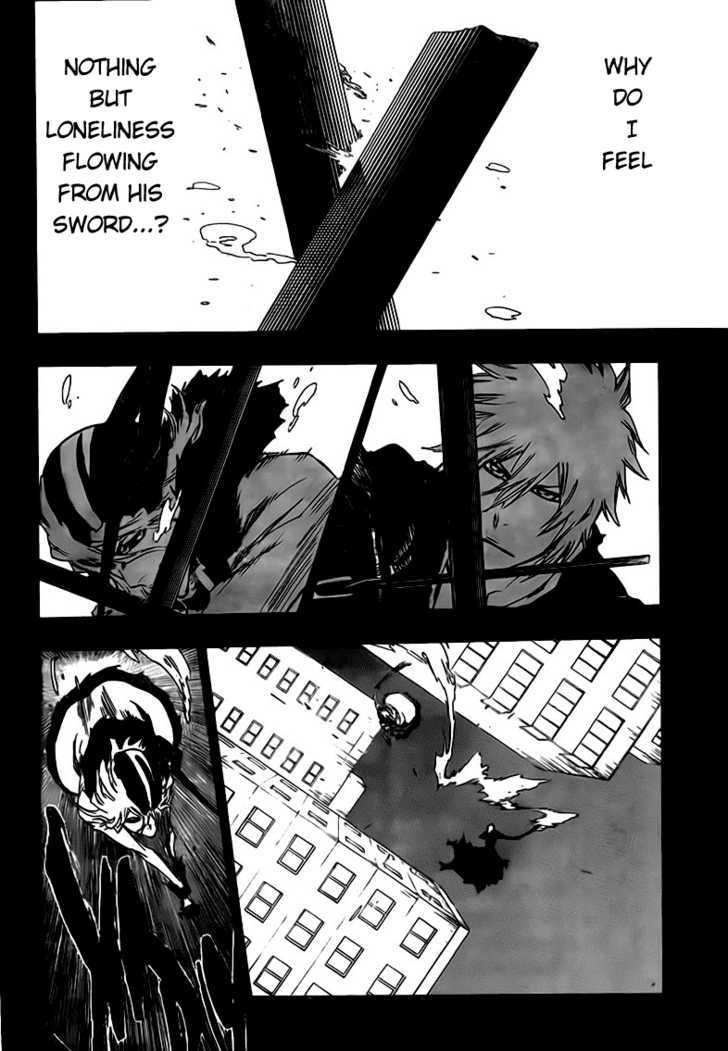 WHY
DO
I
FEEL
NOTHING
BUT
LONELINESS
FLOWING
FROM HIS
SWORD...?